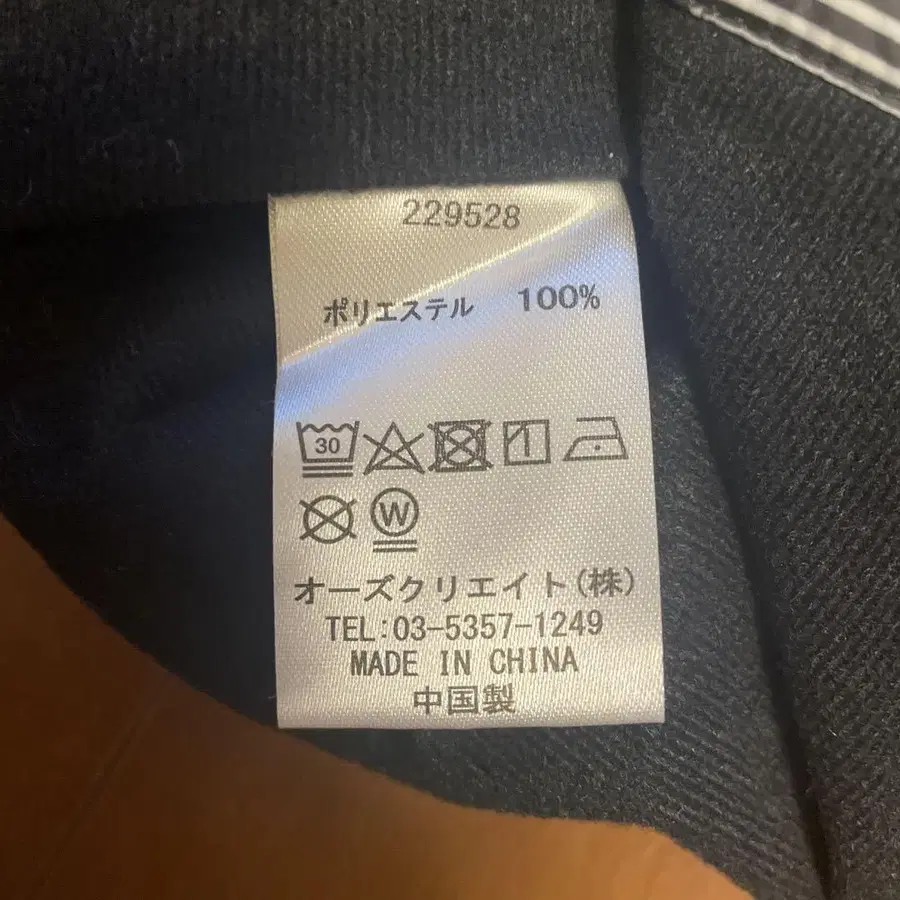 229528
ポリエステル 100%
30
W
オーズクリエイト(株)
TEL:03-5357-1249
MADE IN CHINA
中国製